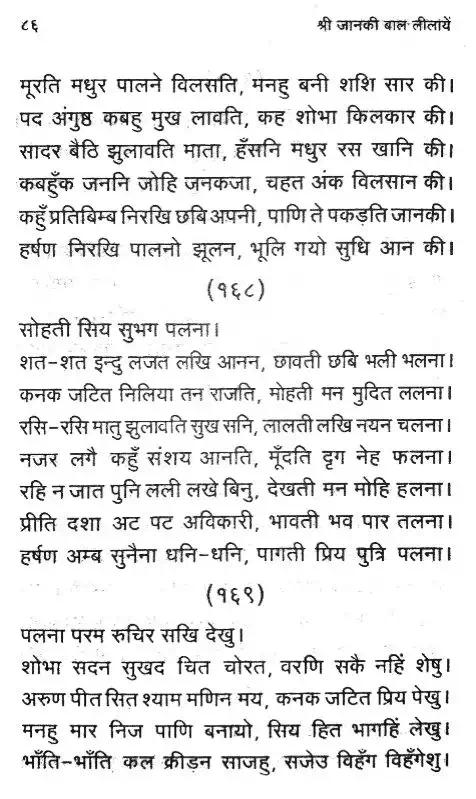 ८६ श्री जानकी बाल लीलायें
मूरति मधुर पालने विलसति, मनहु बनी शशि सार की।
पद अंगुष्ठ कबहु मुख लावति, कह शोभा किलकार की।
सादर बैठि झुलावति माता, हँसनि मधुर रस खानि की।
कबहुँक जननि जोहि जनकजा, चहत अंक विलसान की।
कहुँ प्रतिबिम्ब निरखि छबि अपनी, पाणि ते पकड़ति जानकी।
हर्षण निरखि पालनो झूलन, भूलि गयो सुधि आन की।
(१६८)
सोहती सिय सुभग पलना।
शत-शत इन्दु लजत लखि आनन, छावती छबि भली भलना।
कनक जटित निलिया तन राजति, मोहती मन मुदित ललना।
रसि-रसि मातु झुलावति सुख सनि, लालती लखि नयन चलना।
नजर लगै कहुँ संशय आनति, मूँदति दृग नेह फलना।
रहि न जात पुनि लली लखे बिनु, देखती मन मोहि हलना।
प्रीति दशा अट पट अविकारी, भावती भव पार तलना।
हर्षण अम्ब सुनैना धनि-धनि, पागती प्रिय पुत्रि पलना।
(१६९)
पलना परम रुचिर सखि देखु।
शोभा सदन सुखद चित चोरत, वरणि सकै नहिं शेषु।
अरुण पीत सित श्याम मणिन मय, कनक जटित प्रिय पेखु।
मनहु मार निज पाणि बनायो, सिय हित भागहिं लेखु।
भाँति-भाँति कल क्रीड़न साजहु, सजेउ विहँग विहँगेशु।